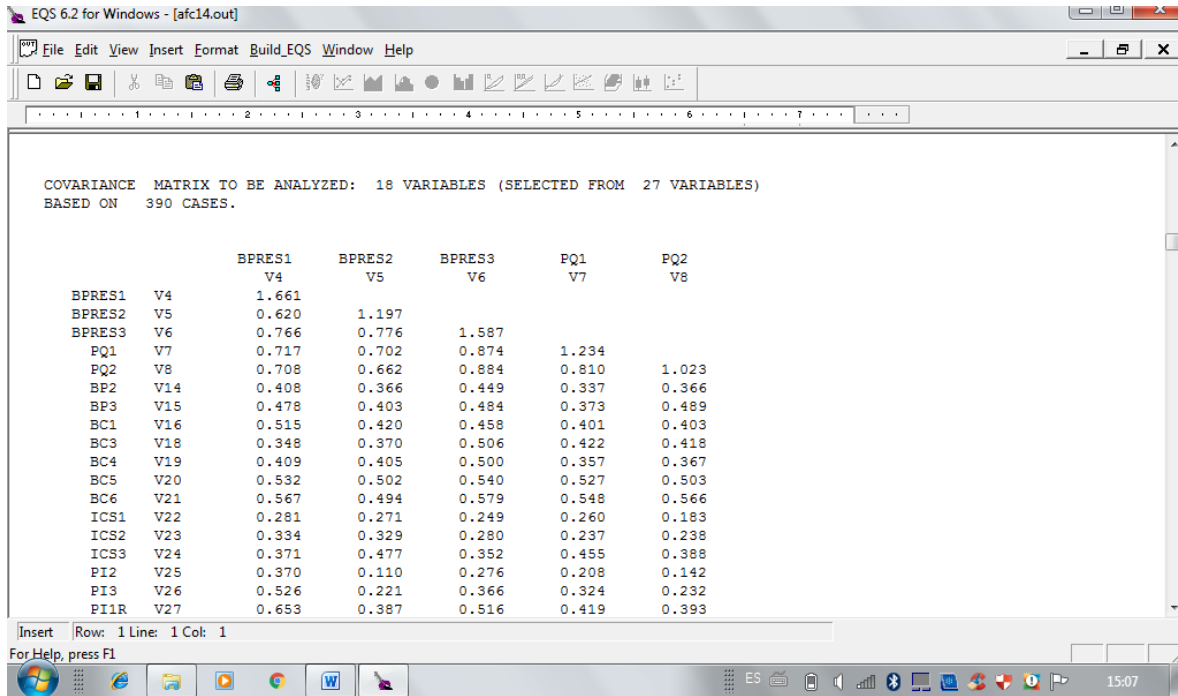 EQS 6.2 for Windows - [afc14.out]
File Edit View Insert Format Build_EQS Window Help
1 2 3 4 5 6 7
COVARIANCE MATRIX TO BE ANALYZED: 18 VARIABLES (SELECTED FROM 27 VARIABLES)
BASED ON 390 CASES.
BPRES1 BPRES2 BPRES3 PQ1 PQ2
V4 V5 V6 V7 V8
BPRES1 V4 1.661
BPRES2 V5 0.620 1.197
BPRES3 V6 0.766 0.776 1.587
PQ1 V7 0.717 0.702 0.874 1.234
PQ2 V8 0.708 0.662 0.884 0.810 1.023
BP2 V14 0.408 0.366 0.449 0.337 0.366
BP3 V15 0.478 0.403 0.484 0.373 0.489
BC1 V16 0.515 0.420 0.458 0.401 0.403
BC3 V18 0.348 0.370 0.506 0.422 0.418
BC4 V19 0.409 0.405 0.500 0.357 0.367
BC5 V20 0.532 0.502 0.540 0.527 0.503
BC6 V21 0.567 0.494 0.579 0.548 0.566
ICS1 V22 0.281 0.271 0.249 0.260 0.183
ICS2 V23 0.334 0.329 0.280 0.237 0.238
ICS3 V24 0.371 0.477 0.352 0.455 0.388
PI2 V25 0.370 0.110 0.276 0.208 0.142
PI3 V26 0.526 0.221 0.366 0.324 0.232
PI1R V27 0.653 0.387 0.516 0.419 0.393
Insert Row: 1 Line: 1 Col: 1
For Help, press F1
ES 15:07